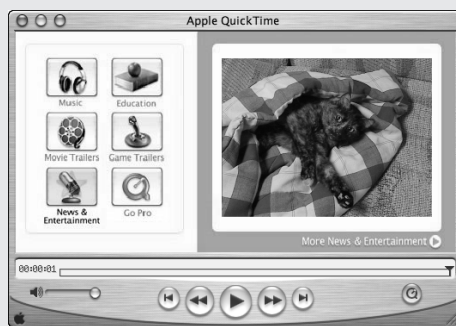 Apple QuickTime
Music
Education
Movie Trailers
Game Trailers
News &
Entertainment
Go Pro
More News & Entertainment
00:00:01